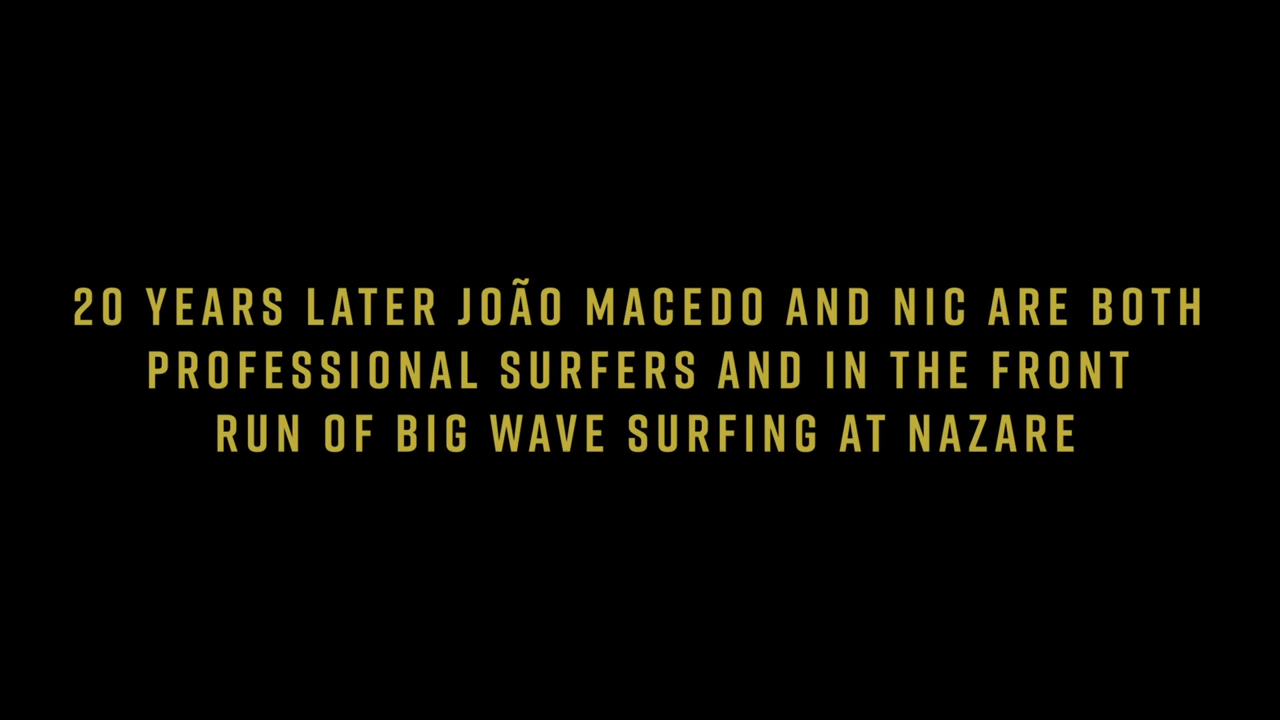 20 YEARS LATER JOÃO MACEDO AND NIC ARE BOTH
PROFESSIONAL SURFERS AND IN THE FRONT
RUN OF BIG WAVE SURFING AT NAZARE